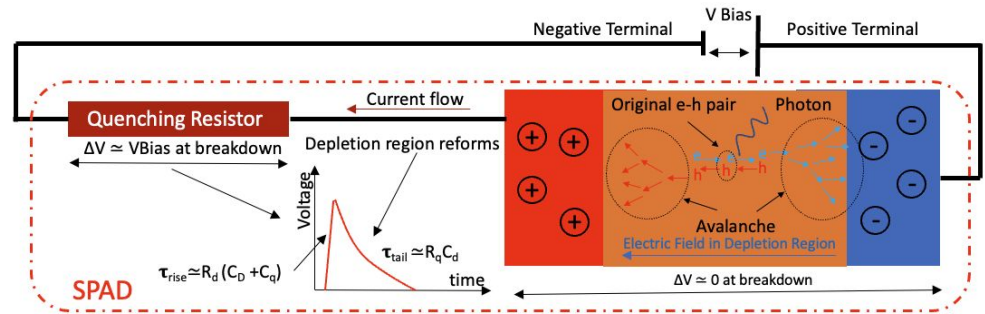 V Bias
Negative Terminal
Positive Terminal
Current flow
Quenching Resistor
ΔV ≃ VBias at breakdown
Depletion region reforms
Voltage
τrise≃Rd (CD +Cq)
τtail≃RqCd
time
SPAD
Original e-h pair
Photon
+
+
+
+
h
h
h
-
-
-
-
-
Avalanche
Electric Field in Depletion Region
ΔV ≃ 0 at breakdown